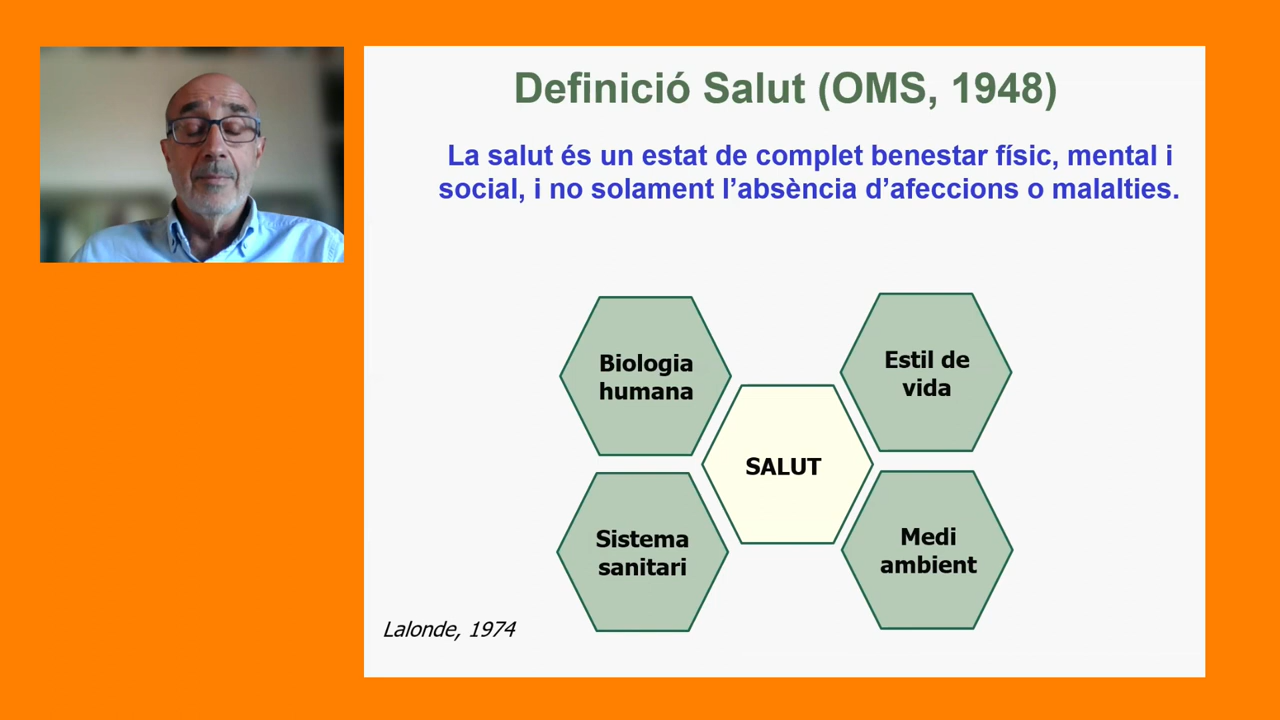 Definició Salut (OMS, 1948)
La salut és un estat de complet benestar físic, mental i
social, i no solament l’absència d’afeccions o malalties.
Biologia
humana
Estil de
vida
SALUT
Sistema
sanitari
Medi
ambient
Lalonde, 1974